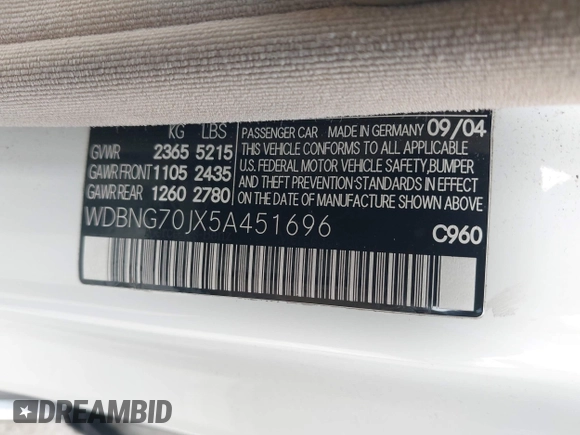 KG LBS
GVWR 2365 5215
GAWR FRONT 1105 2435
GAWR REAR 1260 2780
PASSENGER CAR MADE IN GERMANY 09/04
THIS VEHICLE CONFORMS TO ALL APPLICABLE
U.S. FEDERAL MOTOR VEHICLE SAFETY,BUMPER
AND THEFT PREVENTION-STANDARDS IN EFFECT
ON THE DATE OF MANUFACTURE SHOWN ABOVE
WDBNG70JX5A451696
C960
DREAMBID